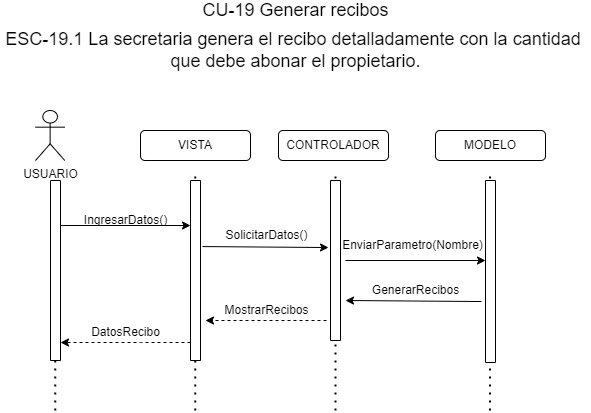 CU-19 Generar recibos
ESC-19.1 La secretaria genera el recibo detalladamente con la cantidad
que debe abonar el propietario.
USUARIO
VISTA
CONTROLADOR
MODELO
IngresarDatos()
SolicitarDatos()
EnviarParametro(Nombre)
GenerarRecibos
MostrarRecibos
DatosRecibo